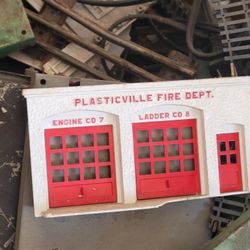 PLASTICVILLE FIRE DEPT.
ENGINE CO 7 LADDER CO 8